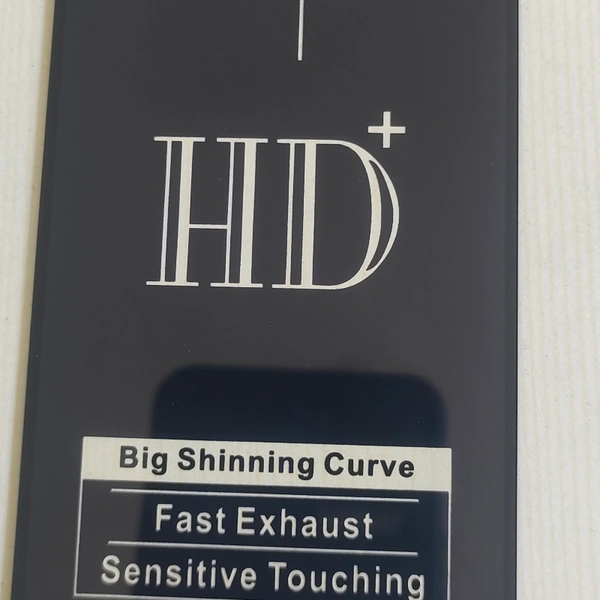 HD+
Big Shinning Curve
Fast Exhaust
Sensitive Touching